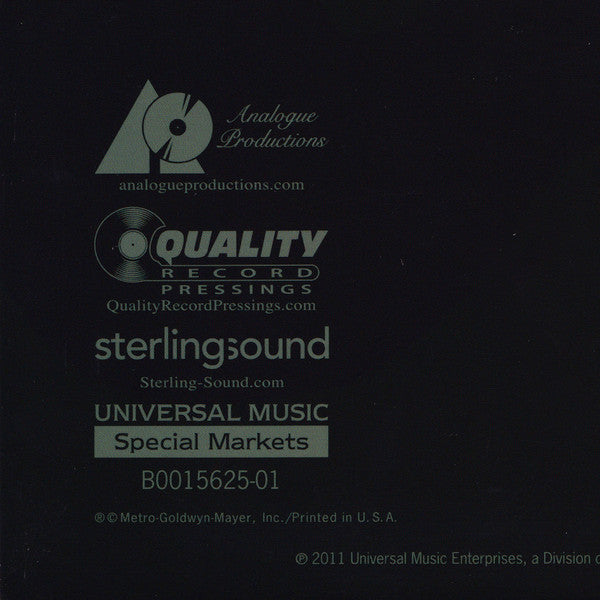 Analogue
Productions
analogueproductions.com
QUALITY
RECORD
PRESSINGS
QualityRecordPressings.com
sterlingsound
Sterling-Sound.com
UNIVERSAL MUSIC
Special Markets
B0015625-01
®©Metro-Goldwyn-Mayer, Inc./Printed in U.S.A.
℗ 2011 Universal Music Enterprises, a Division o